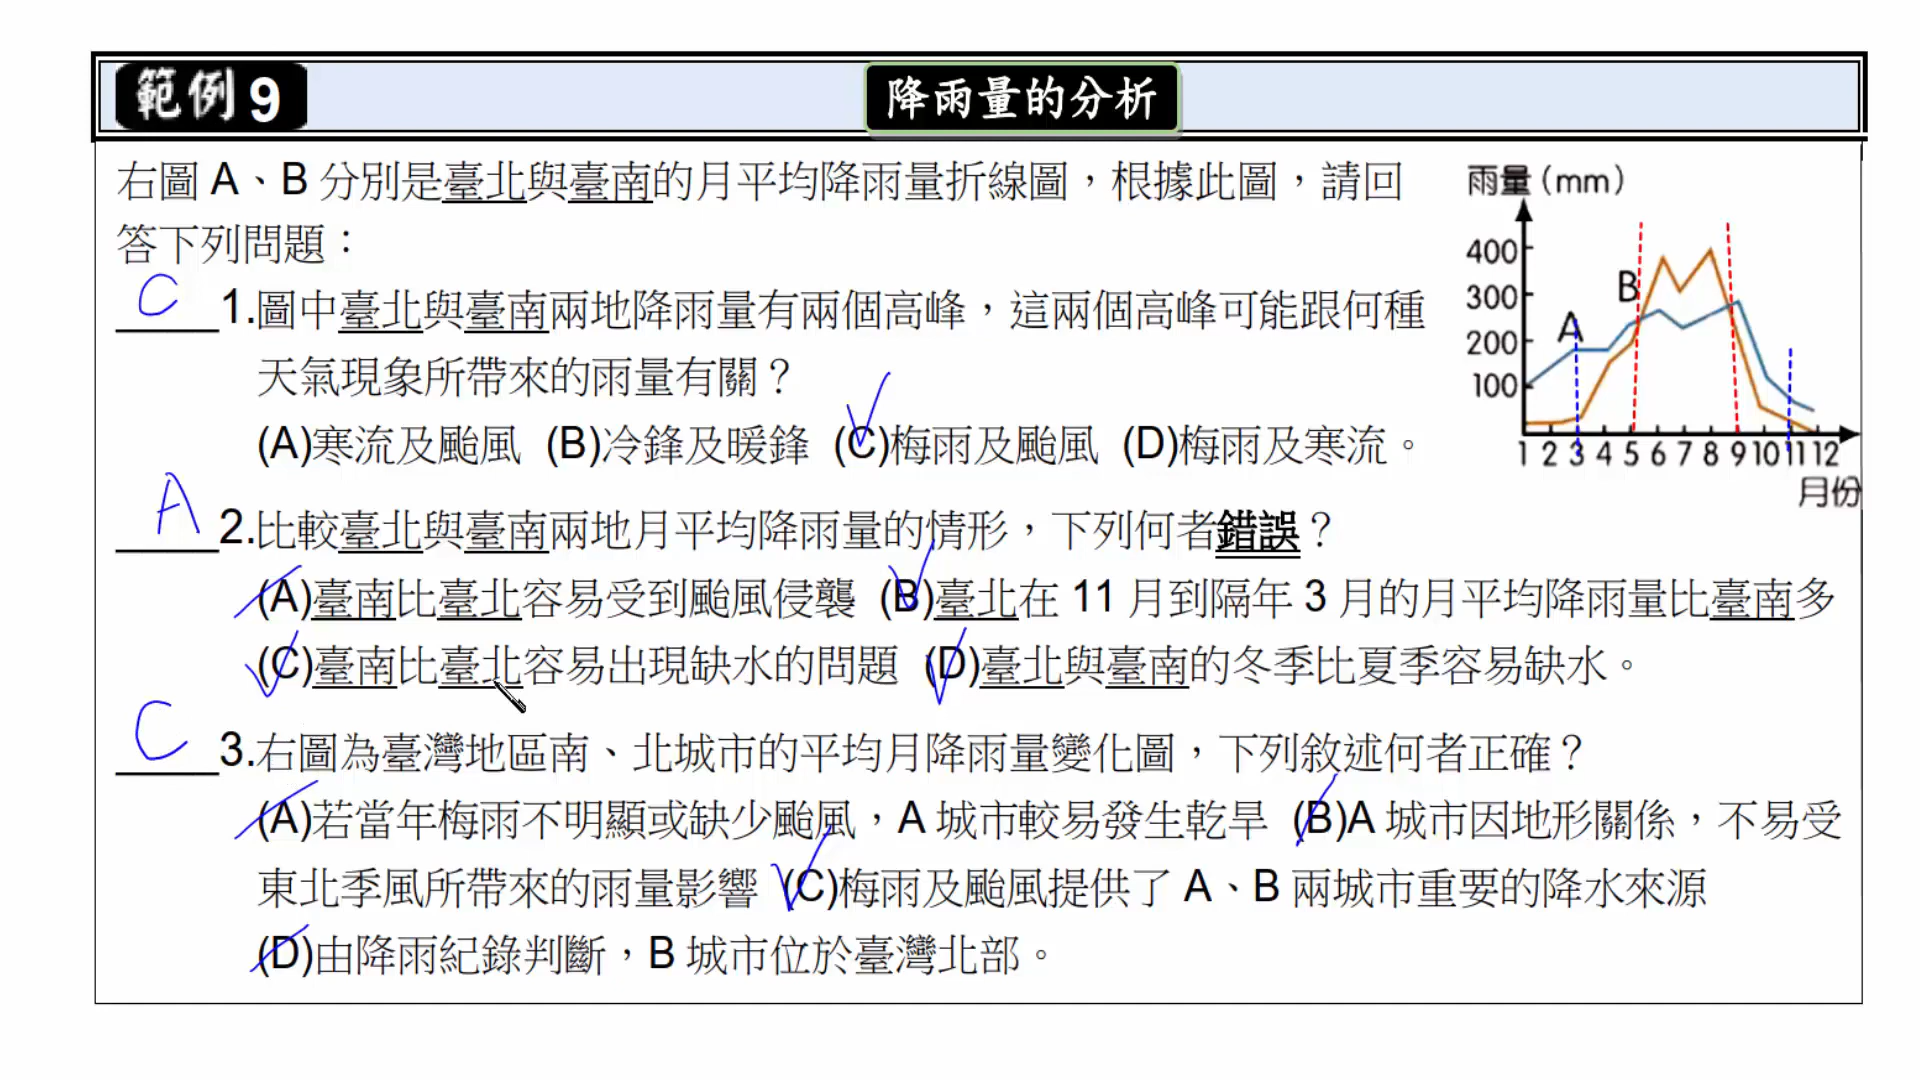 範例 9
降雨量的分析
右圖 A、B 分別是臺北與臺南的月平均降雨量折線圖，根據此圖，請回
答下列問題：
C 1.圖中臺北與臺南兩地降雨量有兩個高峰，這兩個高峰可能跟何種
天氣現象所帶來的雨量有關？
(A)寒流及颱風 (B)冷鋒及暖鋒 (C)梅雨及颱風 (D)梅雨及寒流。
A 2.比較臺北與臺南兩地月平均降雨量的情形，下列何者錯誤？
(A)臺南比臺北容易受到颱風侵襲 (B)臺北在 11 月到隔年 3 月的月平均降雨量比臺南多
(C)臺南比臺北容易出現缺水的問題 (D)臺北與臺南的冬季比夏季容易缺水。
C 3.右圖為臺灣地區南、北城市的平均月降雨量變化圖，下列敘述何者正確？
(A)若當年梅雨不明顯或缺少颱風，A 城市較易發生乾旱 (B)A 城市因地形關係，不易受
東北季風所帶來的雨量影響 (C)梅雨及颱風提供了 A、B 兩城市重要的降水來源
(D)由降雨紀錄判斷，B 城市位於臺灣北部。
雨量(mm)
400
300
200
100
B
A
1 2 3 4 5 6 7 8 9 10 11 12
月份